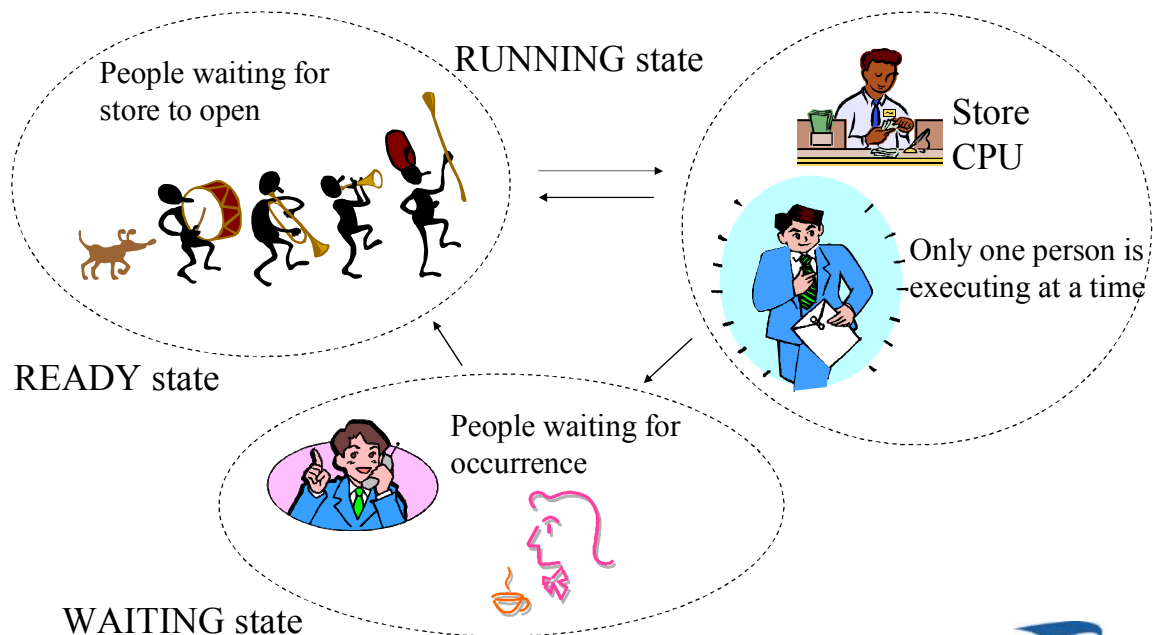 People waiting for
store to open
RUNNING state
Store
CPU
Only one person is
executing at a time
READY state
People waiting for
occurrence
WAITING state